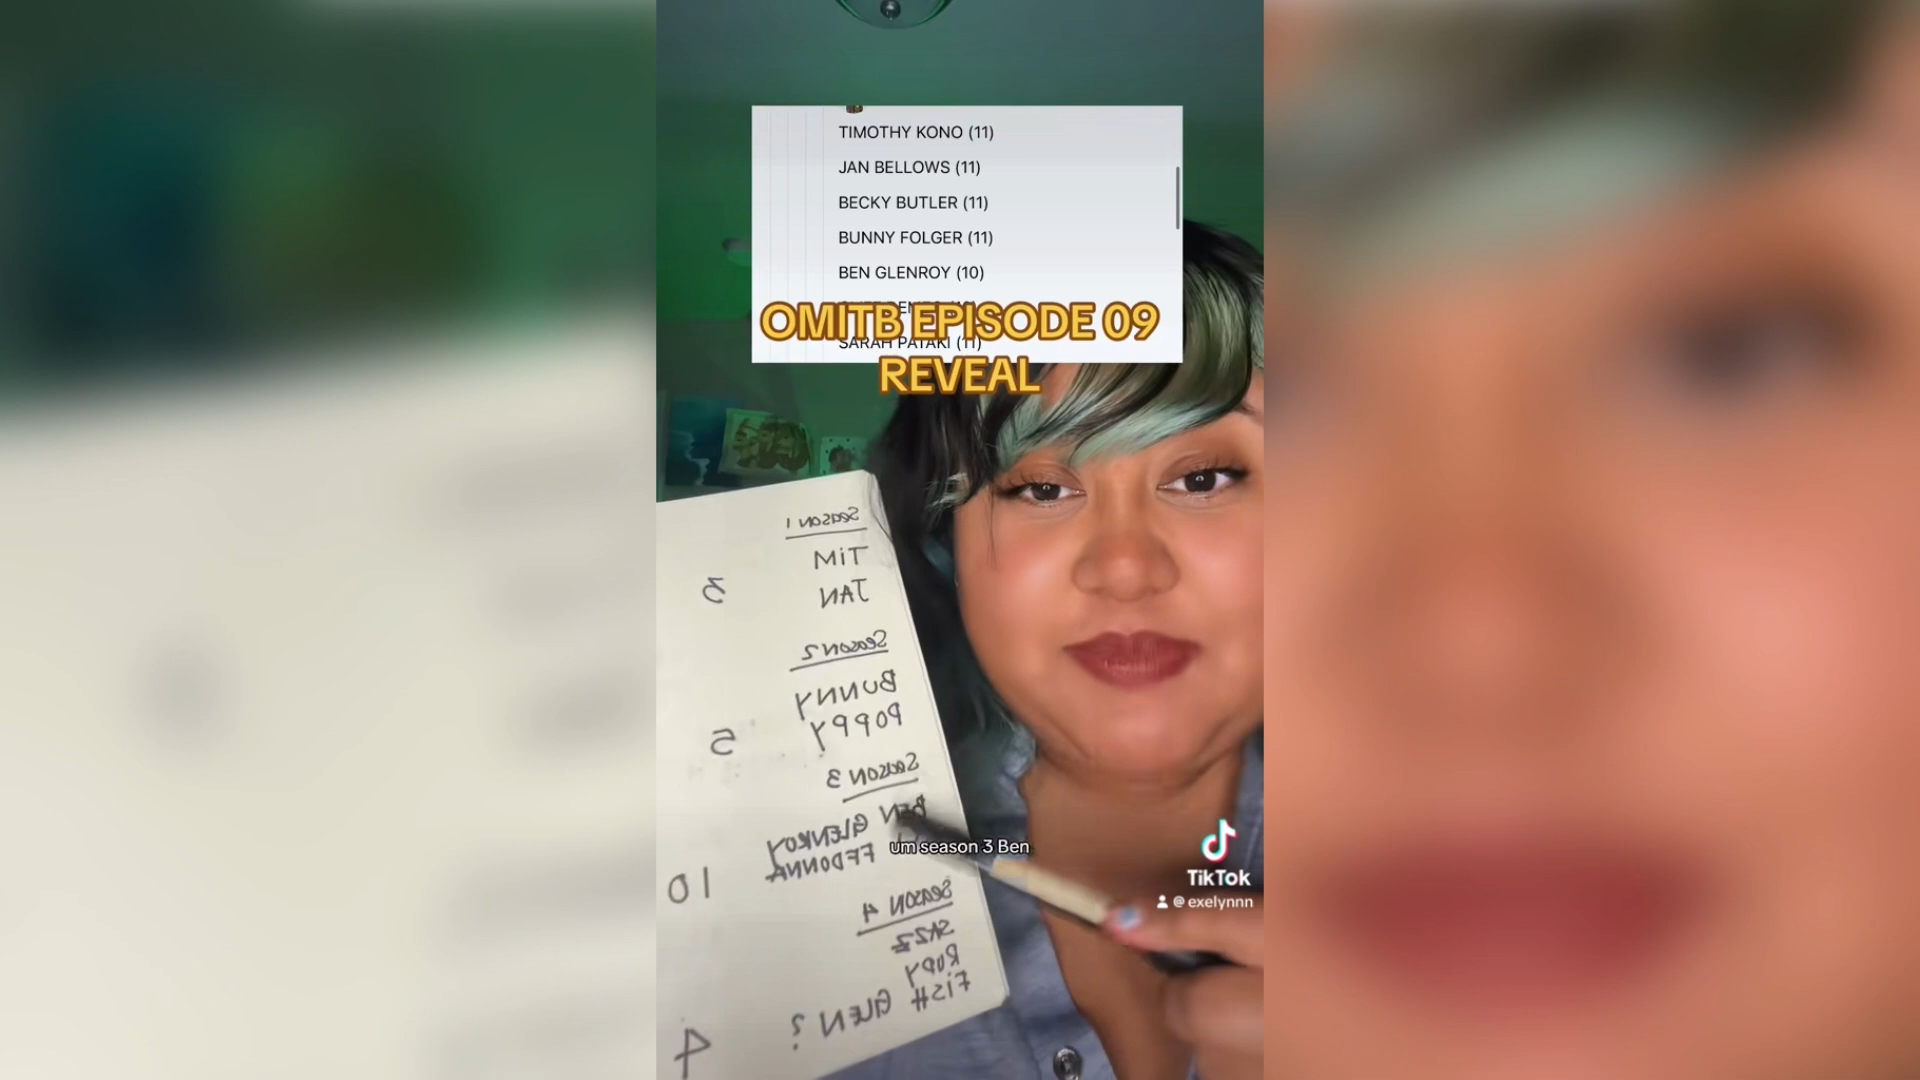 TIMOTHY KONO (11)
JAN BELLOWS (11)
BECKY BUTLER (11)
BUNNY FOLGER (11)
BEN GLENROY (10)
SARAH PATAKI (11)
OMITB EPISODE 09
REVEAL
Season 1
TiM
JAN
3
Season 2
BUNNY
POPPY
5
Season 3
BEN GLENROY
FFDONNA
10
um season 3 Ben
Season 4
SAZZ
RUDY
FISH GLEN?
4
TikTok
@exelynnn